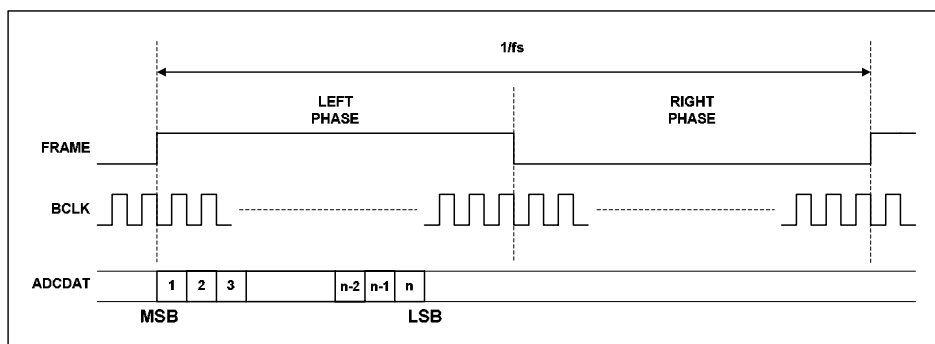 1/fs
LEFT
PHASE
RIGHT
PHASE
FRAME
BCLK
ADCDAT
1 2 3 n-2 n-1 n
MSB LSB